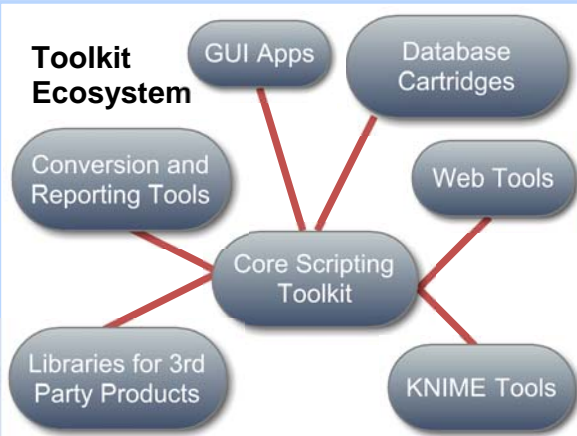 Toolkit
Ecosystem
GUI Apps
Database
Cartridges
Conversion and
Reporting Tools
Web Tools
Core Scripting
Toolkit
Libraries for 3rd
Party Products
KNIME Tools